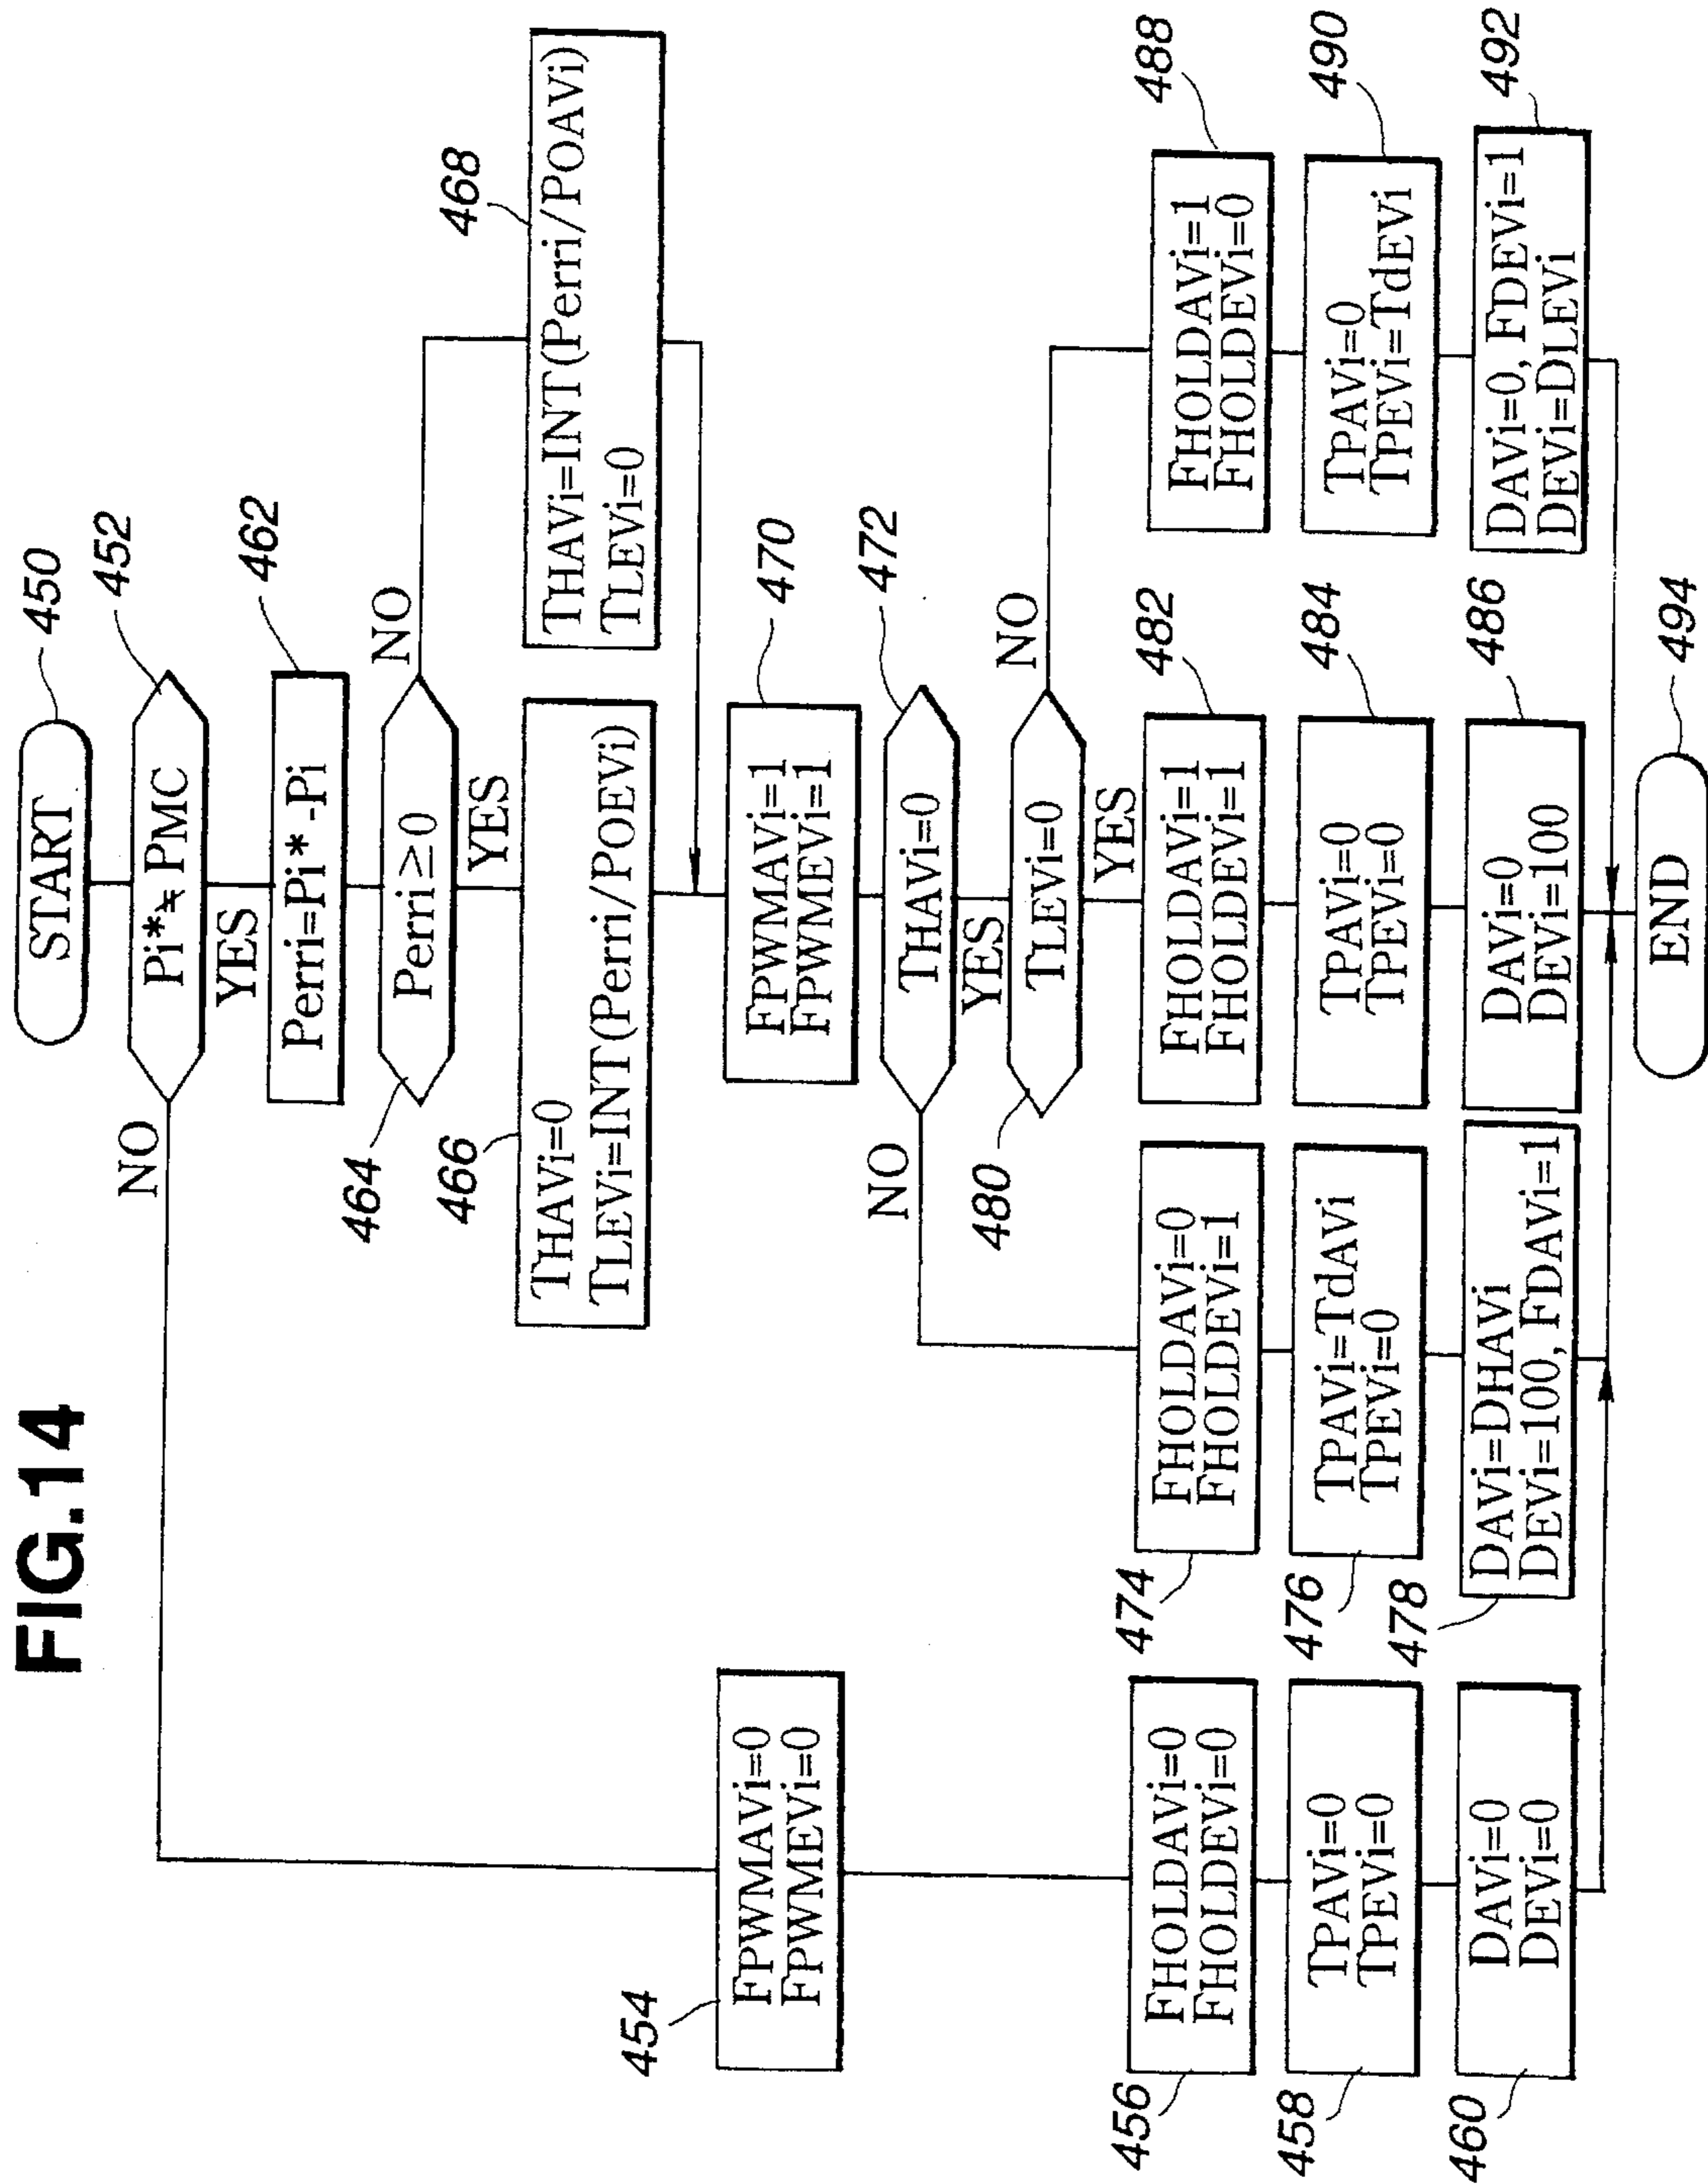 FIG.14
START
450
Pi*≒PMC
452
NO
YES
Perri=Pi*-Pi
462
Perri≥0
464
NO
YES
THAVi=0
TLEVi=INT(Perri/POEVi)
466
THAVi=INT(Perri/POAVi)
TLEVi=0
468
FPWMAVi=0
FPWMEVi=0
454
FPWMAVi=1
FPWMEVi=1
470
THAVi=0
472
NO
YES
TLEVi=0
480
NO
YES
FHOLDAVi=0
FHOLDEVi=0
456
FHOLDAVi=0
FHOLDEVi=1
474
FHOLDAVi=1
FHOLDEVi=1
482
FHOLDAVi=1
FHOLDEVi=0
488
TPAVi=0
TPEVi=0
458
TPAVi=TdAVi
TPEVi=0
476
TPAVi=0
TPEVi=0
484
TPAVi=0
TPEVi=TdEVi
490
DAVi=0
DEVi=0
460
DAVi=DHAVi
DEVi=100, FDAVi=1
478
DAVi=0
DEVi=100
486
DAVi=0, FDEVi=1
DEVi=DLEVi
492
END
494